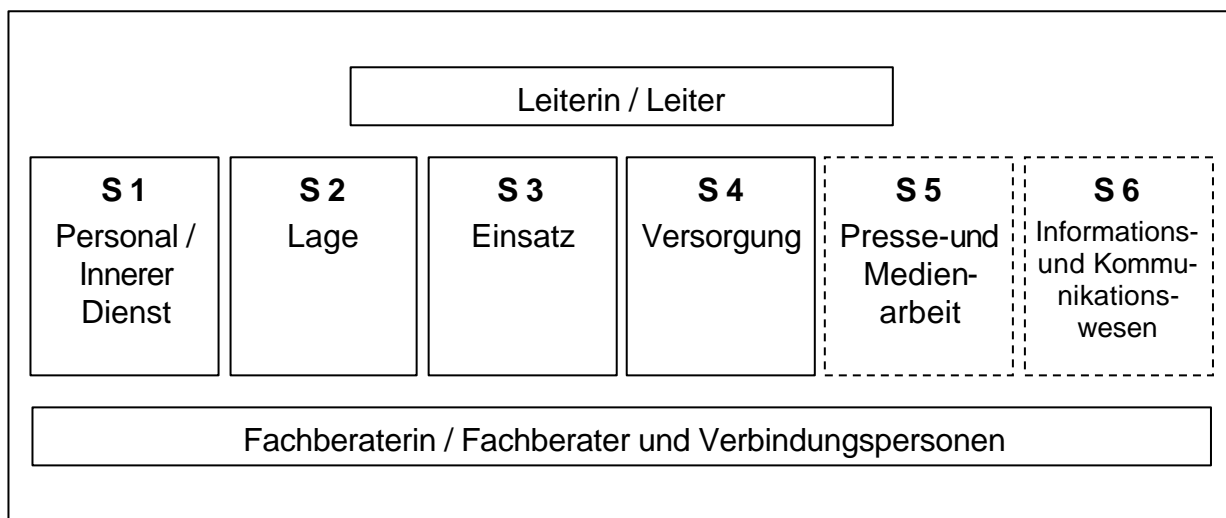 Leiterin / Leiter
S 1
Personal /
Innerer
Dienst
S 2
Lage
S 3
Einsatz
S 4
Versorgung
S 5
Presse-und
Medien-
arbeit
S 6
Informations-
und Kommu-
nikations-
wesen
Fachberaterin / Fachberater und Verbindungspersonen